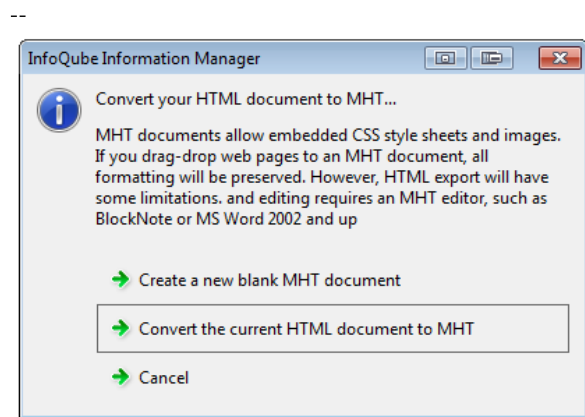 --
InfoQube Information Manager
Convert your HTML document to MHT...
MHT documents allow embedded CSS style sheets and images.
If you drag-drop web pages to an MHT document, all
formatting will be preserved. However, HTML export will have
some limitations. and editing requires an MHT editor, such as
BlockNote or MS Word 2002 and up
Create a new blank MHT document
Convert the current HTML document to MHT
Cancel